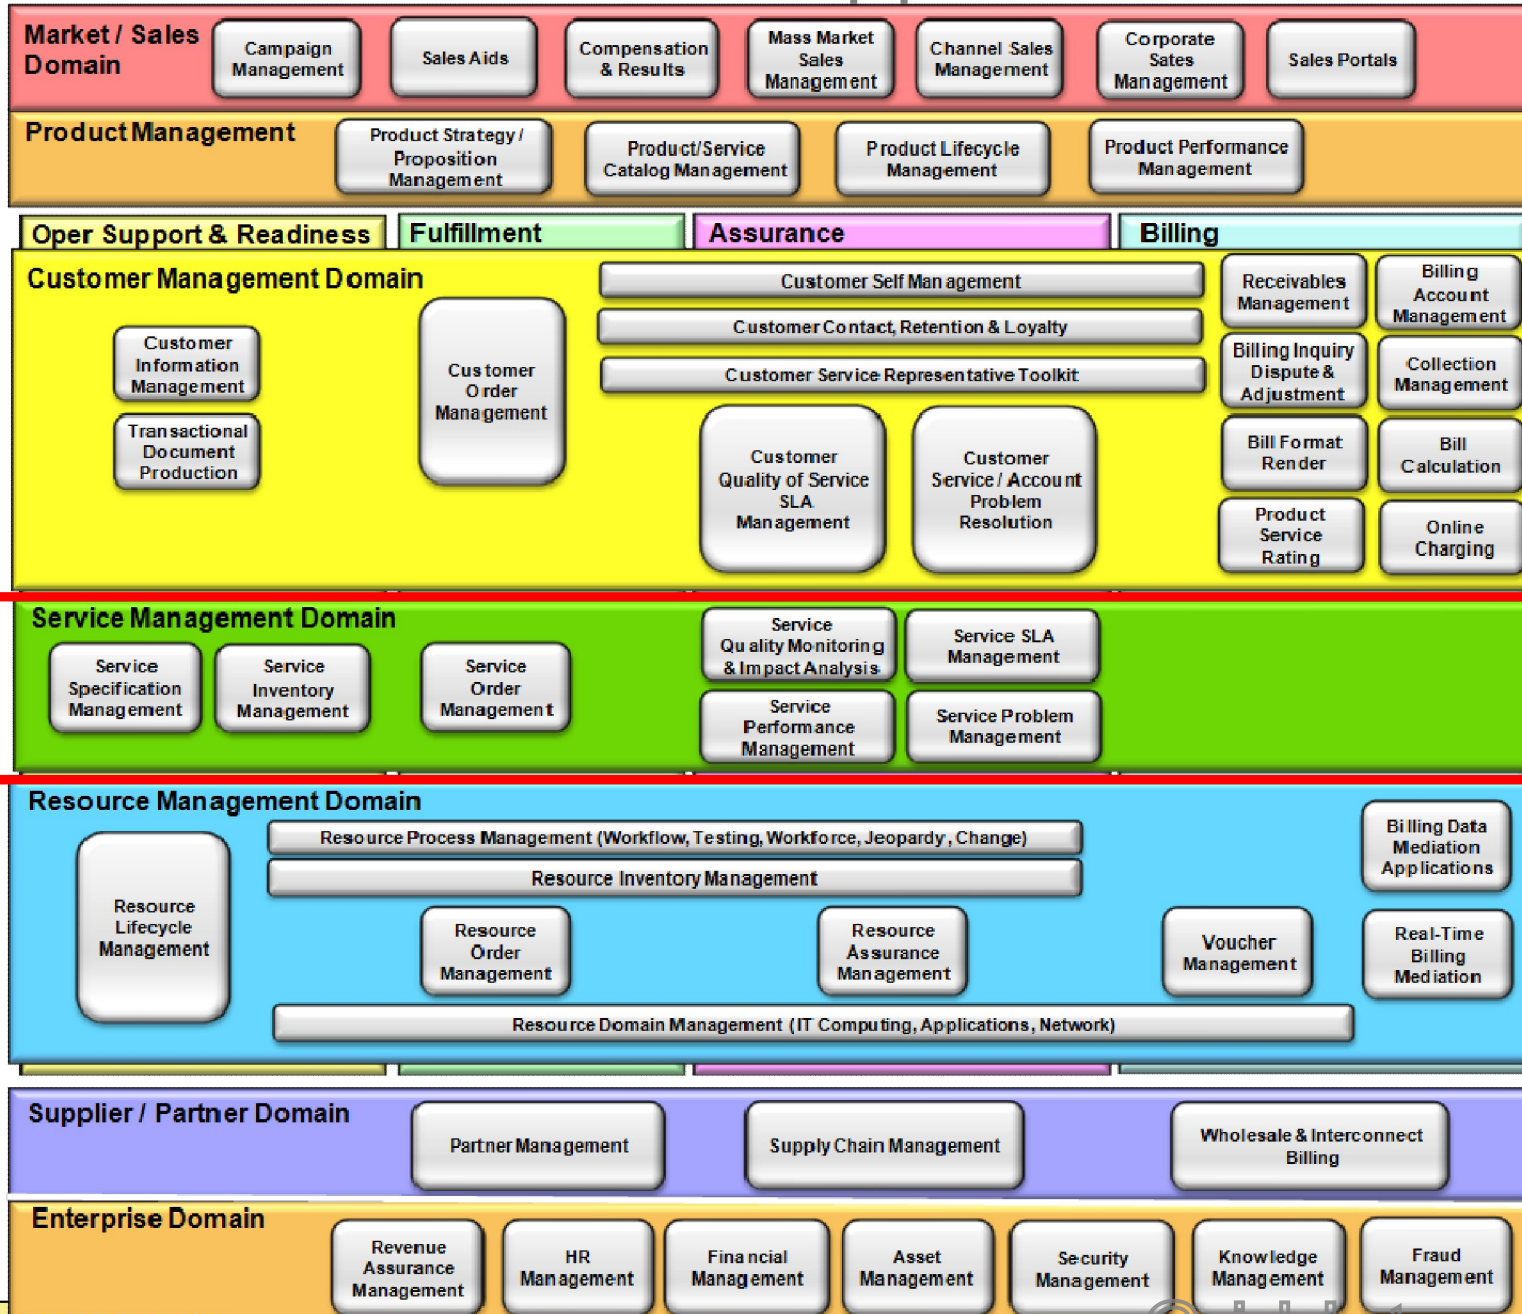 Market / Sales
Domain
Campaign
Management
Sales Aids
Compensation
& Results
Mass Market
Sales
Management
Channel Sales
Management
Corporate
Sates
Management
Sales Portals
Product Management
Product Strategy /
Proposition
Management
Product/Service
Catalog Management
Product Lifecycle
Management
Product Performance
Management
Oper Support & Readiness
Fulfillment
Assurance
Billing
Customer Management Domain
Customer
Information
Management
Transactional
Document
Production
Customer
Order
Management
Customer Self Management
Customer Contact, Retention & Loyalty
Customer Service Representative Toolkit
Customer
Quality of Service
SLA
Management
Customer
Service / Account
Problem
Resolution
Receivables
Management
Billing
Account
Management
Billing Inquiry
Dispute &
Adjustment
Collection
Management
Bill Format
Render
Bill
Calculation
Product
Service
Rating
Online
Charging
Service Management Domain
Service
Specification
Management
Service
Inventory
Management
Service
Order
Management
Service
Quality Monitoring
& Impact Analysis
Service SLA
Management
Service
Performance
Management
Service Problem
Management
Resource Management Domain
Resource
Lifecycle
Management
Resource Process Management (Workflow, Testing, Workforce, Jeopardy, Change)
Resource Inventory Management
Resource
Order
Management
Resource
Assurance
Management
Voucher
Management
Billing Data
Mediation
Applications
Real-Time
Billing
Mediation
Resource Domain Management (IT Computing, Applications, Network)
Supplier / Partner Domain
Partner Management
Supply Chain Management
Wholesale & Interconnect
Billing
Enterprise Domain
Revenue
Assurance
Management
HR
Management
Financial
Management
Asset
Management
Security
Management
Knowledge
Management
Fraud
Management